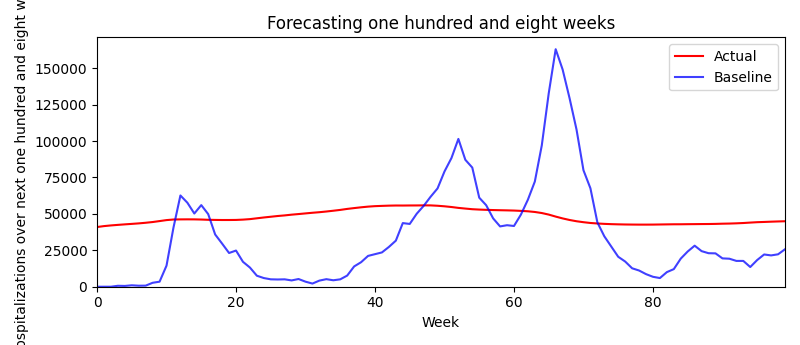 Forecasting one hundred and eight weeks
Actual
Baseline
150000
125000
100000
75000
50000
25000
0
0 20 40 60 80
Week
over next one hundred and eight